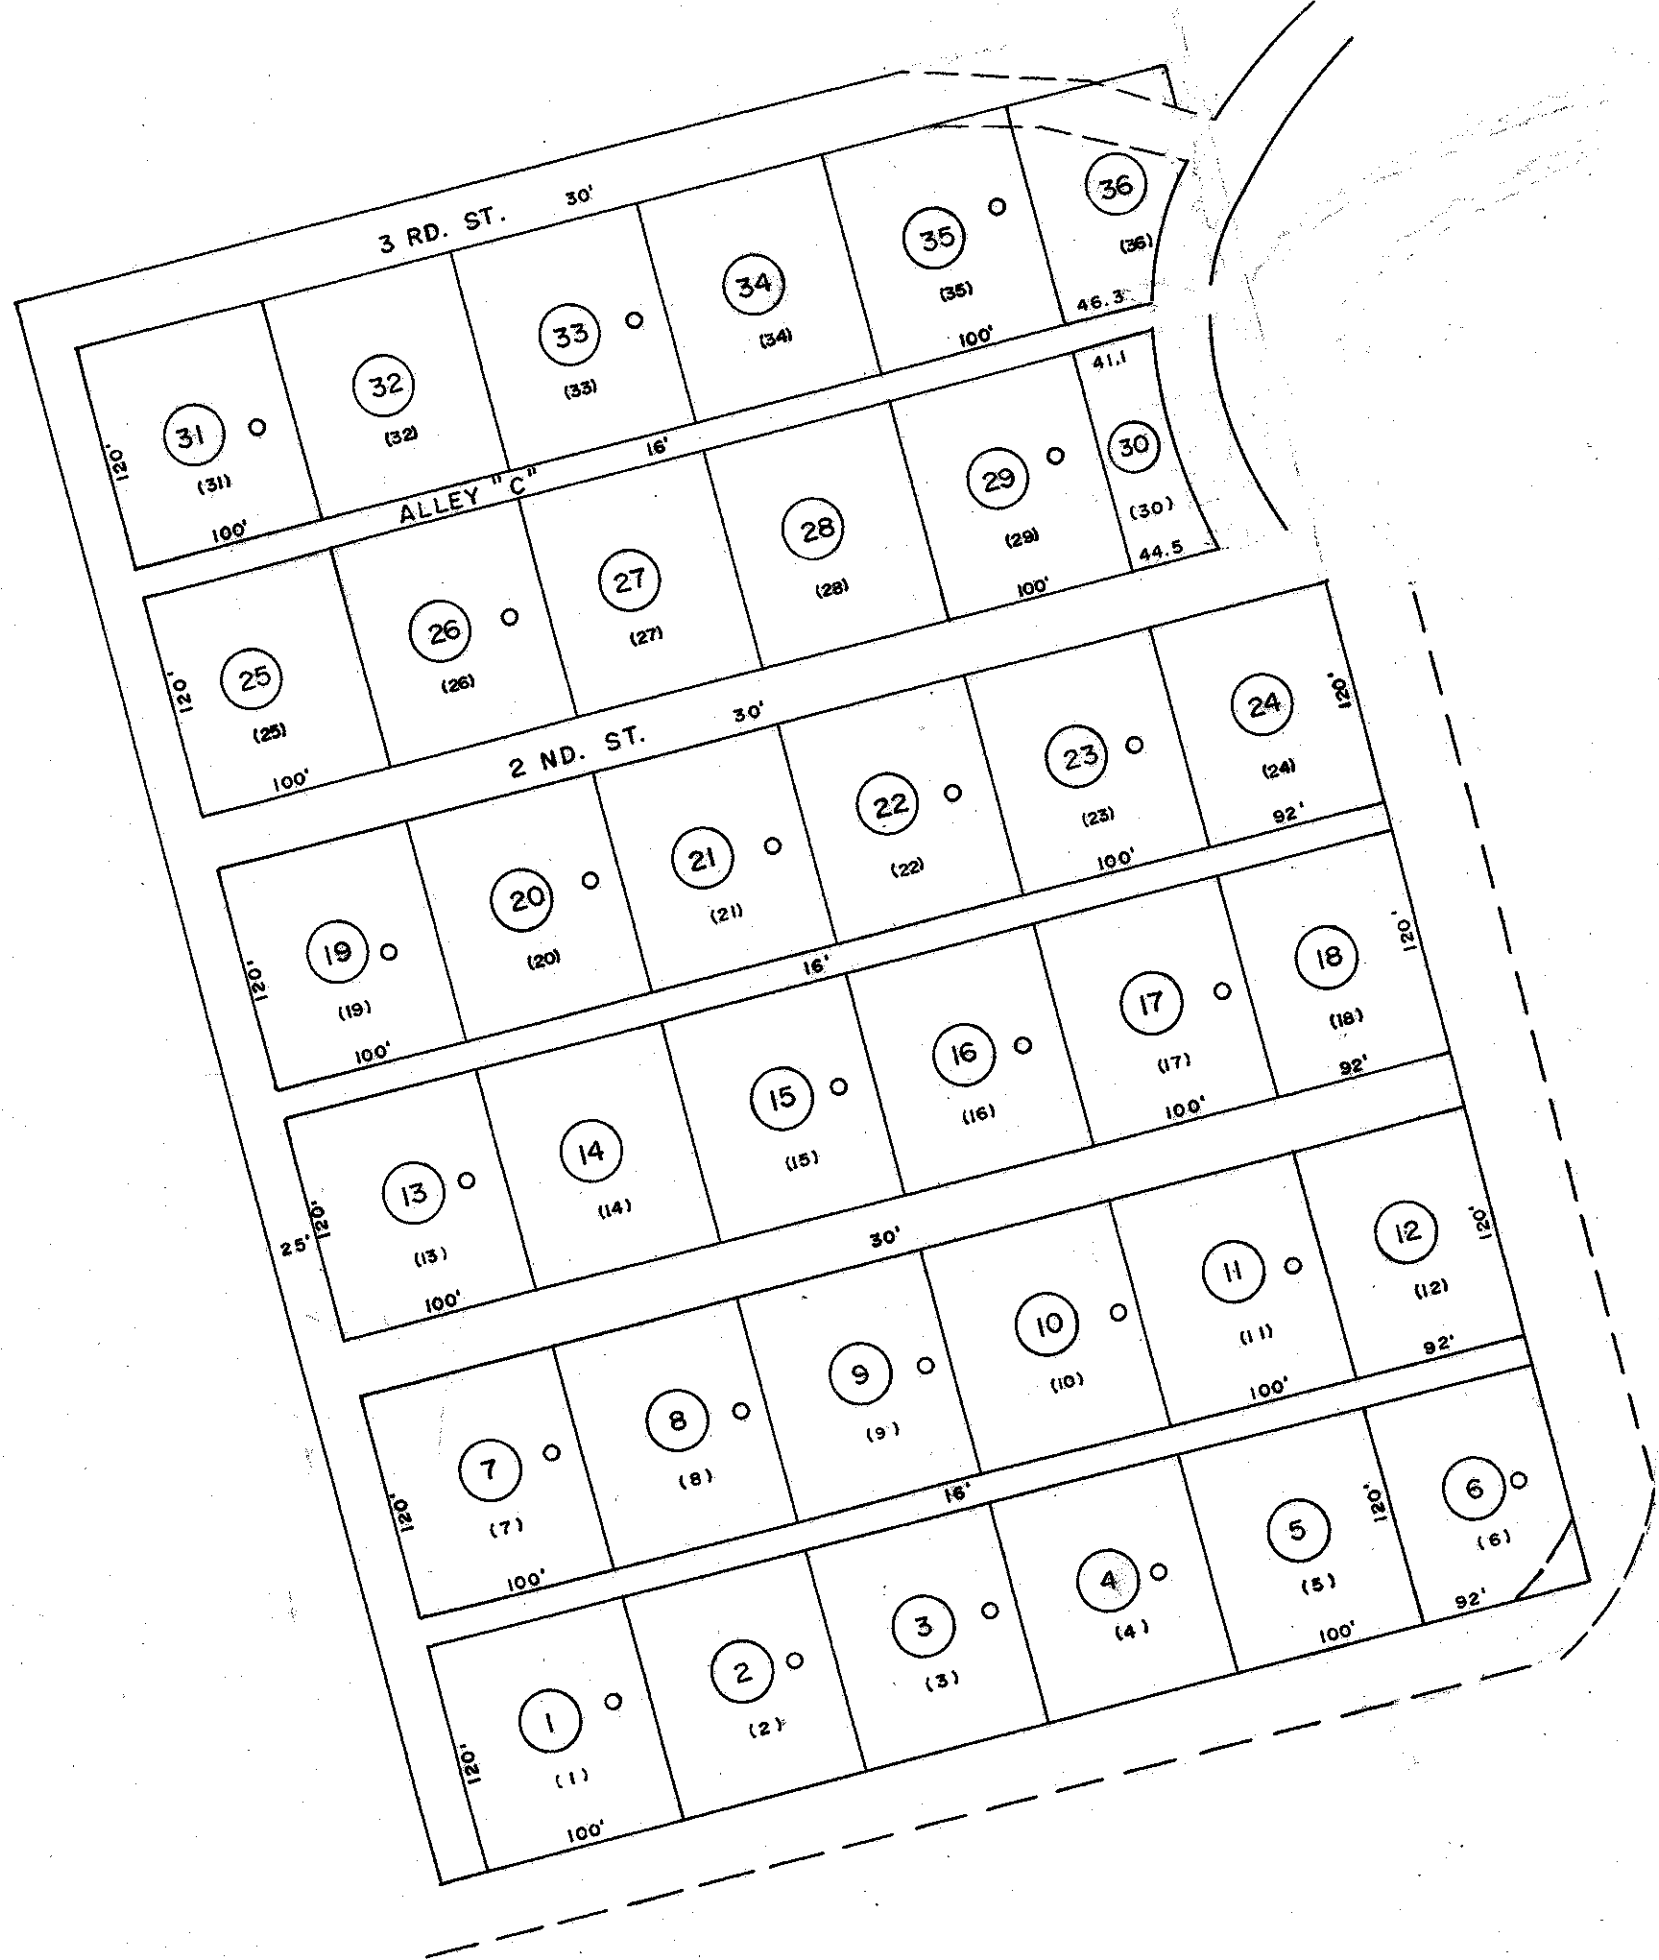 3 RD. ST. 30'
31 32 33 34 35 36
(31) (32) (33) (34) (35) (36)
120' 100' 100' 46.3
ALLEY "C" 16'
25 26 27 28 29 30
(25) (26) (27) (28) (29) (30)
120' 100' 100' 41.1 44.5
2 ND. ST. 30'
19 20 21 22 23 24
(19) (20) (21) (22) (23) (24)
120' 100' 100' 92' 120'
16'
13 14 15 16 17 18
(13) (14) (15) (16) (17) (18)
25' 120' 100' 100' 92' 120'
30'
7 8 9 10 11 12
(7) (8) (9) (10) (11) (12)
120' 100' 100' 92' 120'
16'
1 2 3 4 5 6
(1) (2) (3) (4) (5) (6)
120' 100' 100' 120' 92'